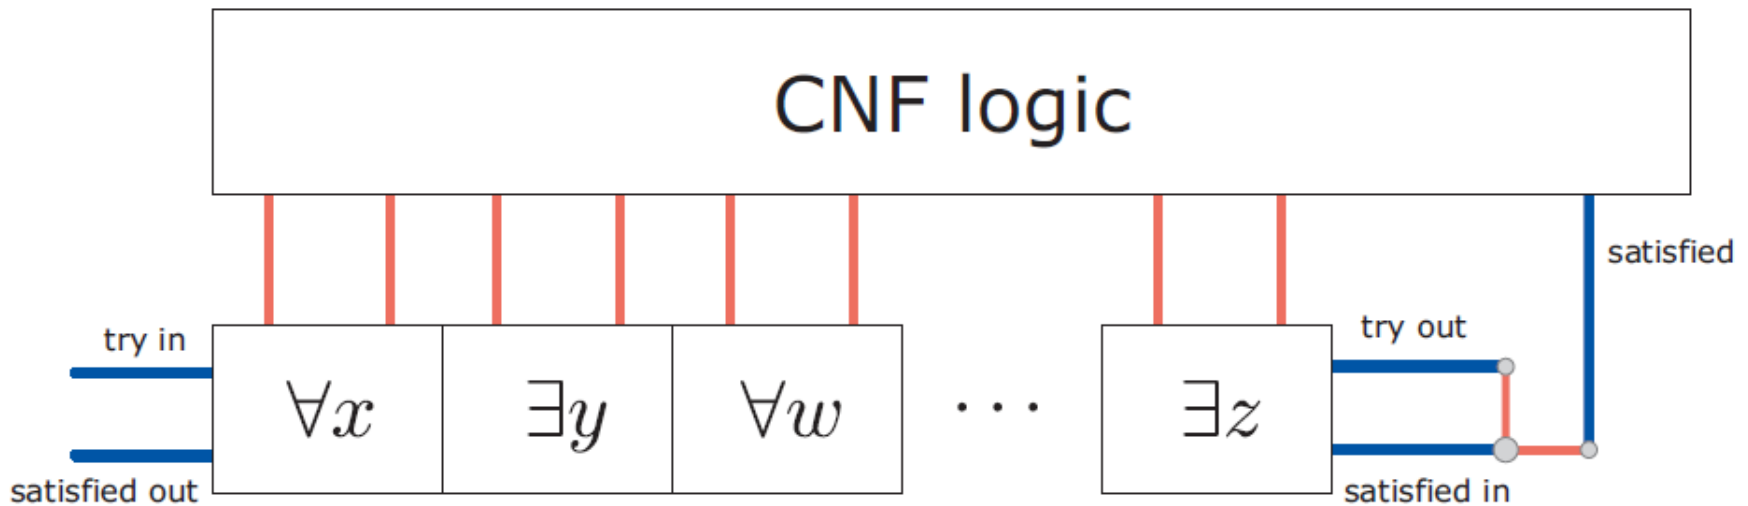 CNF logic
satisfied
try in
try out
∀x ∃y ∀w ··· ∃z
satisfied out
satisfied in